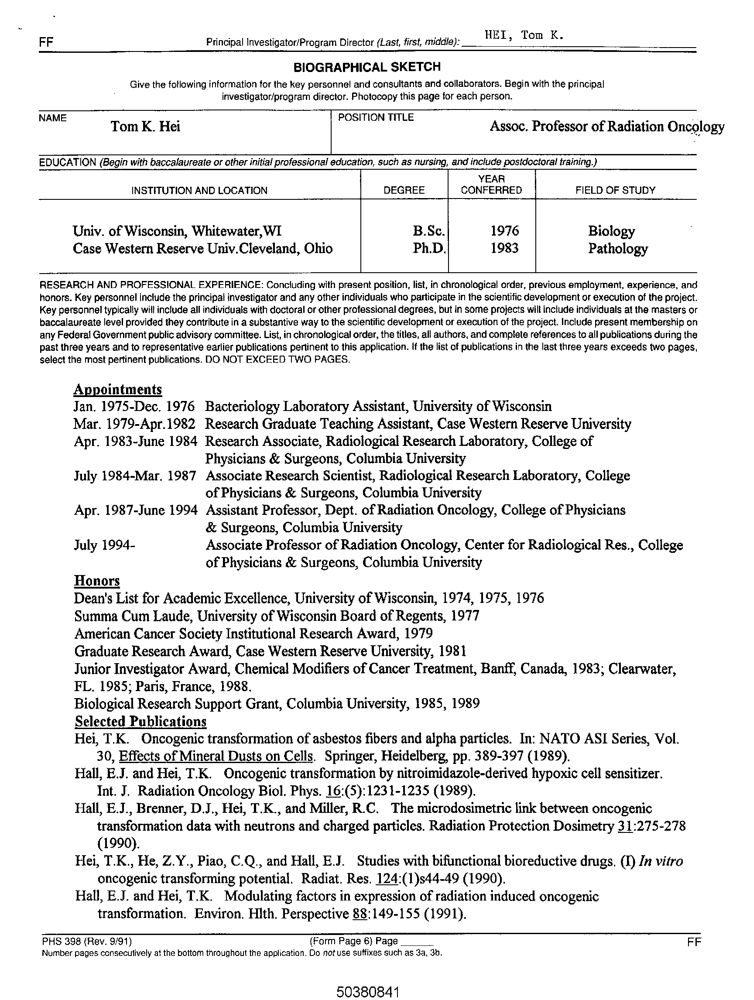 HEI, Tom K.
FF Principal Investigator/Program Director (Last, first, middle):
BIOGRAPHICAL SKETCH
Give the following information for the key personnel and consultants and collaborators. Begin with the principal
investigator/program director. Photocopy this page for each person.
NAME POSITION TITLE
Tom K. Hei Assoc. Professor of Radiation Oncology
EDUCATION (Begin with baccalaureate or other initial professional education, such as nursing, and include postdoctoral training.)
INSTITUTION AND LOCATION DEGREE YEAR CONFERRED FIELD OF STUDY
Univ. of Wisconsin, Whitewater,WI B.Sc. 1976 Biology
Case Western Reserve Univ.Cleveland, Ohio Ph.D. 1983 Pathology
RESEARCH AND PROFESSIONAL EXPERIENCE: Concluding with present position, list, in chronological order, previous employment, experience, and
honors. Key personnel include the principal investigator and any other individuals who participate in the scientific development or execution of the project.
Key personnel typically will include all individuals with doctoral or other professional degrees, but in some projects will include individuals at the masters or
baccalaureate level provided they contribute in a substantive way to the scientific development or execution of the project. Include present membership on
any Federal Government public advisory committee. List, in chronological order, the titles, all authors, and complete references to all publications during the
past three years and to representative earlier publications pertinent to this application. If the list of publications in the last three years exceeds two pages,
select the most pertinent publications. DO NOT EXCEED TWO PAGES.
Appointments
Jan. 1975-Dec. 1976 Bacteriology Laboratory Assistant, University of Wisconsin
Mar. 1979-Apr.1982 Research Graduate Teaching Assistant, Case Western Reserve University
Apr. 1983-June 1984 Research Associate, Radiological Research Laboratory, College of
Physicians & Surgeons, Columbia University
July 1984-Mar. 1987 Associate Research Scientist, Radiological Research Laboratory, College
of Physicians & Surgeons, Columbia University
Apr. 1987-June 1994 Assistant Professor, Dept. of Radiation Oncology, College of Physicians
& Surgeons, Columbia University
July 1994- Associate Professor of Radiation Oncology, Center for Radiological Res., College
of Physicians & Surgeons, Columbia University
Honors
Dean's List for Academic Excellence, University of Wisconsin, 1974, 1975, 1976
Summa Cum Laude, University of Wisconsin Board of Regents, 1977
American Cancer Society Institutional Research Award, 1979
Graduate Research Award, Case Western Reserve University, 1981
Junior Investigator Award, Chemical Modifiers of Cancer Treatment, Banff, Canada, 1983; Clearwater,
FL. 1985; Paris, France, 1988.
Biological Research Support Grant, Columbia University, 1985, 1989
Selected Publications
Hei, T.K. Oncogenic transformation of asbestos fibers and alpha particles. In: NATO ASI Series, Vol.
30, Effects of Mineral Dusts on Cells. Springer, Heidelberg, pp. 389-397 (1989).
Hall, E.J. and Hei, T.K. Oncogenic transformation by nitroimidazole-derived hypoxic cell sensitizer.
Int. J. Radiation Oncology Biol. Phys. 16:(5):1231-1235 (1989).
Hall, E.J., Brenner, D.J., Hei, T.K., and Miller, R.C. The microdosimetric link between oncogenic
transformation data with neutrons and charged particles. Radiation Protection Dosimetry 31:275-278
(1990).
Hei, T.K., He, Z.Y., Piao, C.Q., and Hall, E.J. Studies with bifunctional bioreductive drugs. (I) In vitro
oncogenic transforming potential. Radiat. Res. 124:(1)s44-49 (1990).
Hall, E.J. and Hei, T.K. Modulating factors in expression of radiation induced oncogenic
transformation. Environ. Hlth. Perspective 88:149-155 (1991).
PHS 398 (Rev. 9/91) (Form Page 6) Page FF
Number pages consecutively at the bottom throughout the application. Do not use suffixes such as 3a, 3b.
50380841